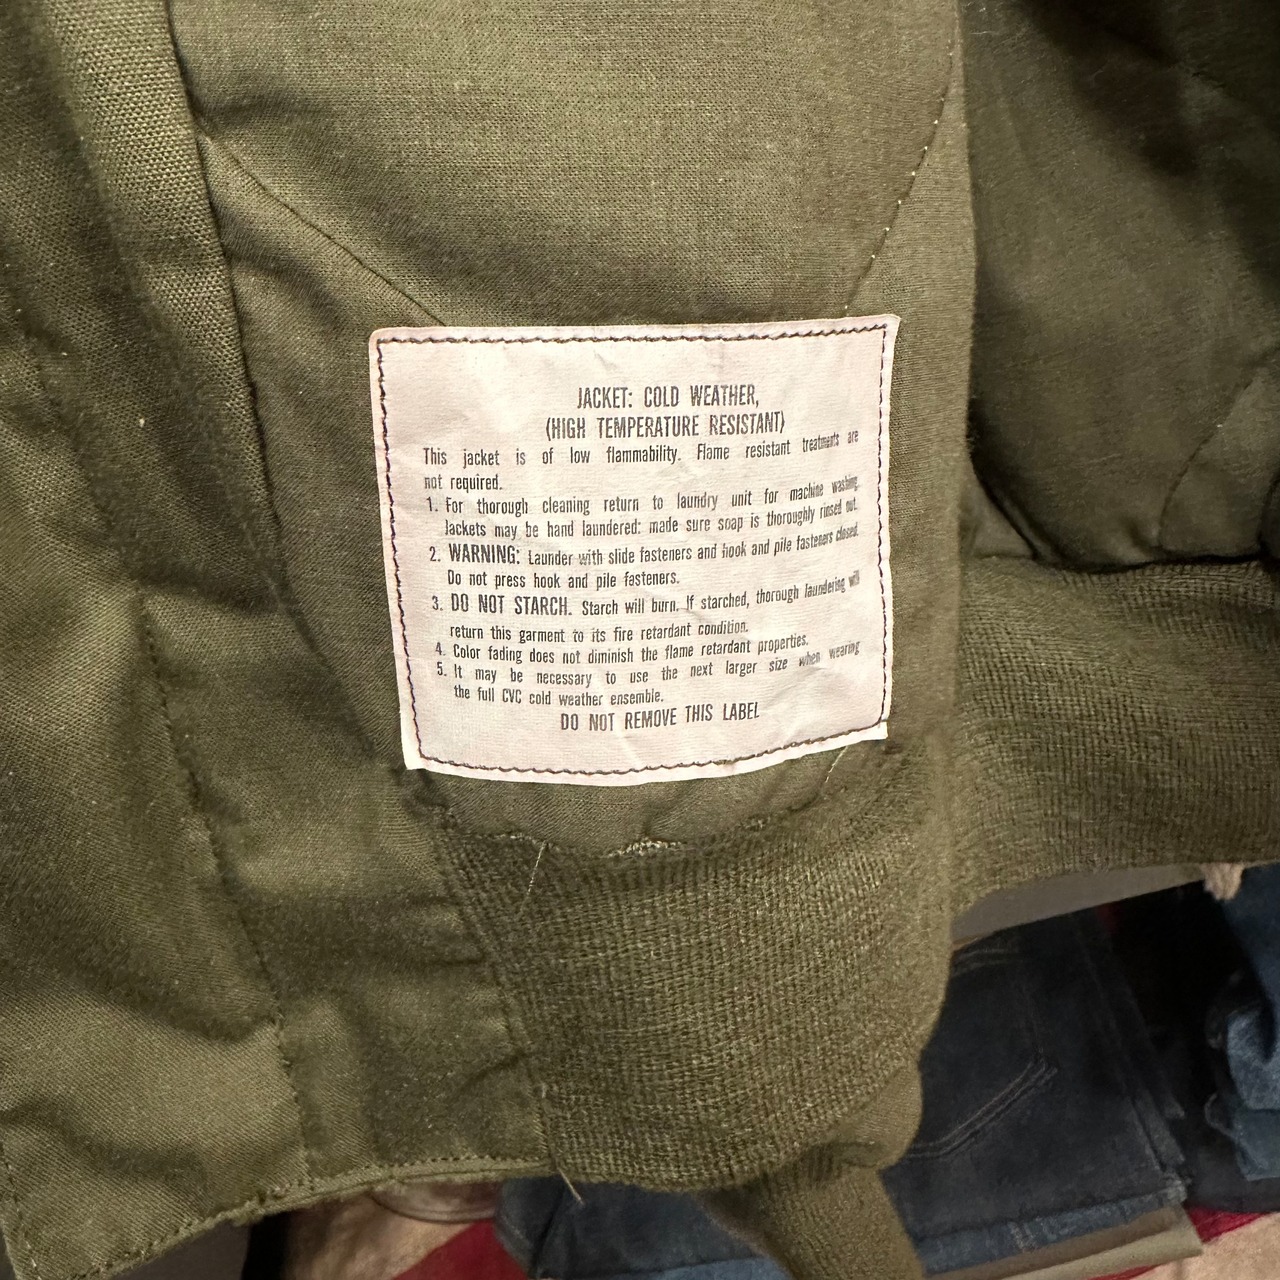 JACKET: COLD WEATHER,
(HIGH TEMPERATURE RESISTANT)
This jacket is of low flammability. Flame resistant treatments are
not required.
1. For thorough cleaning return to laundry unit for machine washing.
Jackets may be hand laundered: made sure soap is thoroughly rinsed out.
2. WARNING: Launder with slide fasteners and hook and pile fasteners closed.
Do not press hook and pile fasteners.
3. DO NOT STARCH. Starch will burn. If starched, thorough laundering will
return this garment to its fire retardant condition.
4. Color fading does not diminish the flame retardant properties.
5. It may be necessary to use the next larger size when wearing
the full CVC cold weather ensemble.
DO NOT REMOVE THIS LABEL